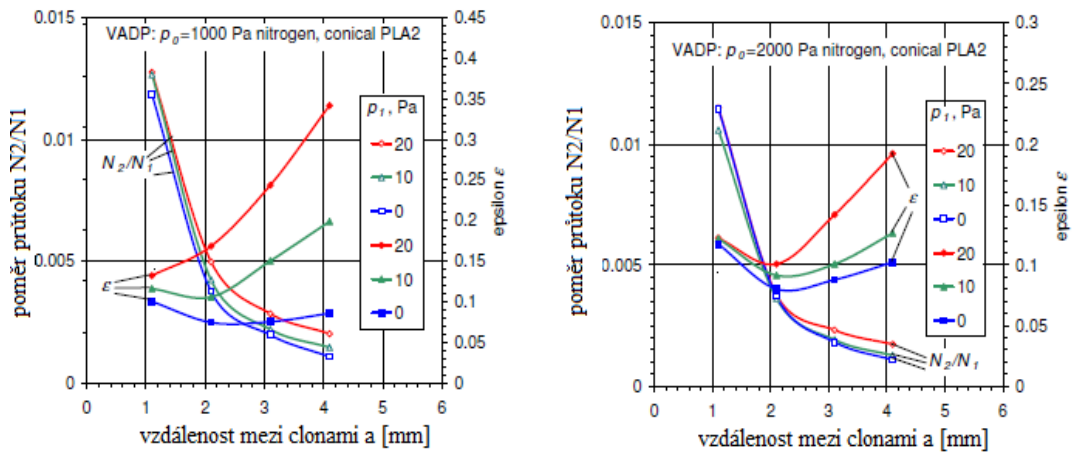 VADP: p₀=1000 Pa nitrogen, conical PLA2
poměr průtoku N2/N1
0.015
0.01
0.005
0
N₂/N₁
ε
p₁, Pa
20
10
0
20
10
0
0.45
0.4
0.35
0.3
0.25
0.2
0.15
0.1
0.05
0
epsilon ε
0 1 2 3 4 5 6
vzdálenost mezi clonami a [mm]
VADP: p₀=2000 Pa nitrogen, conical PLA2
poměr průtoku N2/N1
0.015
0.01
0.005
0
p₁, Pa
20
10
0
20
10
0
ε
N₂/N₁
0.3
0.25
0.2
0.15
0.1
0.05
0
epsilon ε
0 1 2 3 4 5 6
vzdálenost mezi clonami a [mm]